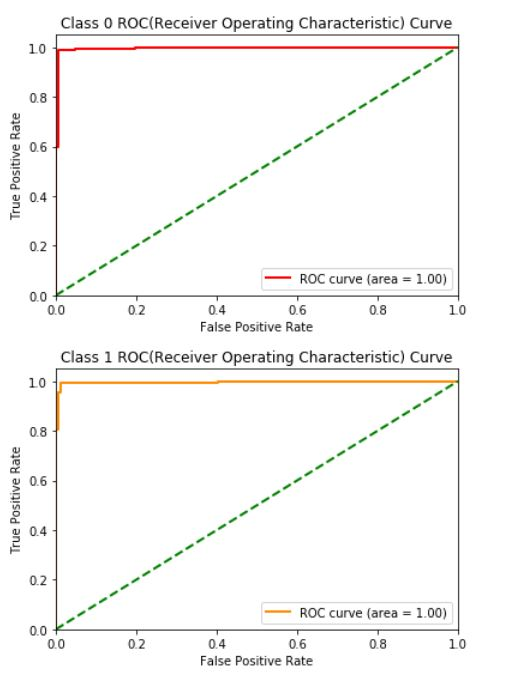 Class 0 ROC(Receiver Operating Characteristic) Curve
1.0
0.8
0.6
0.4
0.2
0.0
True Positive Rate
ROC curve (area = 1.00)
0.0 0.2 0.4 0.6 0.8 1.0
False Positive Rate
Class 1 ROC(Receiver Operating Characteristic) Curve
1.0
0.8
0.6
0.4
0.2
0.0
True Positive Rate
ROC curve (area = 1.00)
0.0 0.2 0.4 0.6 0.8 1.0
False Positive Rate